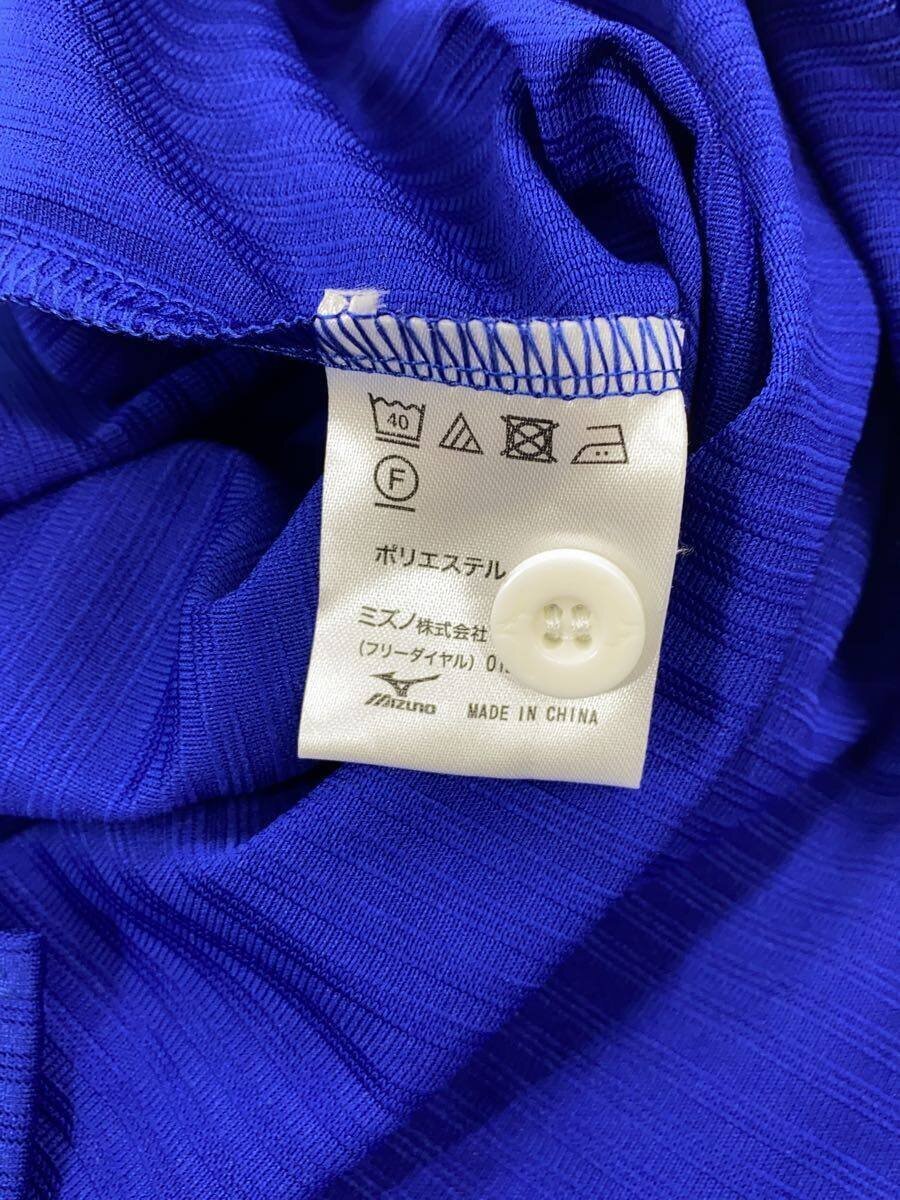 40
F
ポリエステル
ミズノ株式会社
(フリーダイヤル) 01
MIZUNO MADE IN CHINA